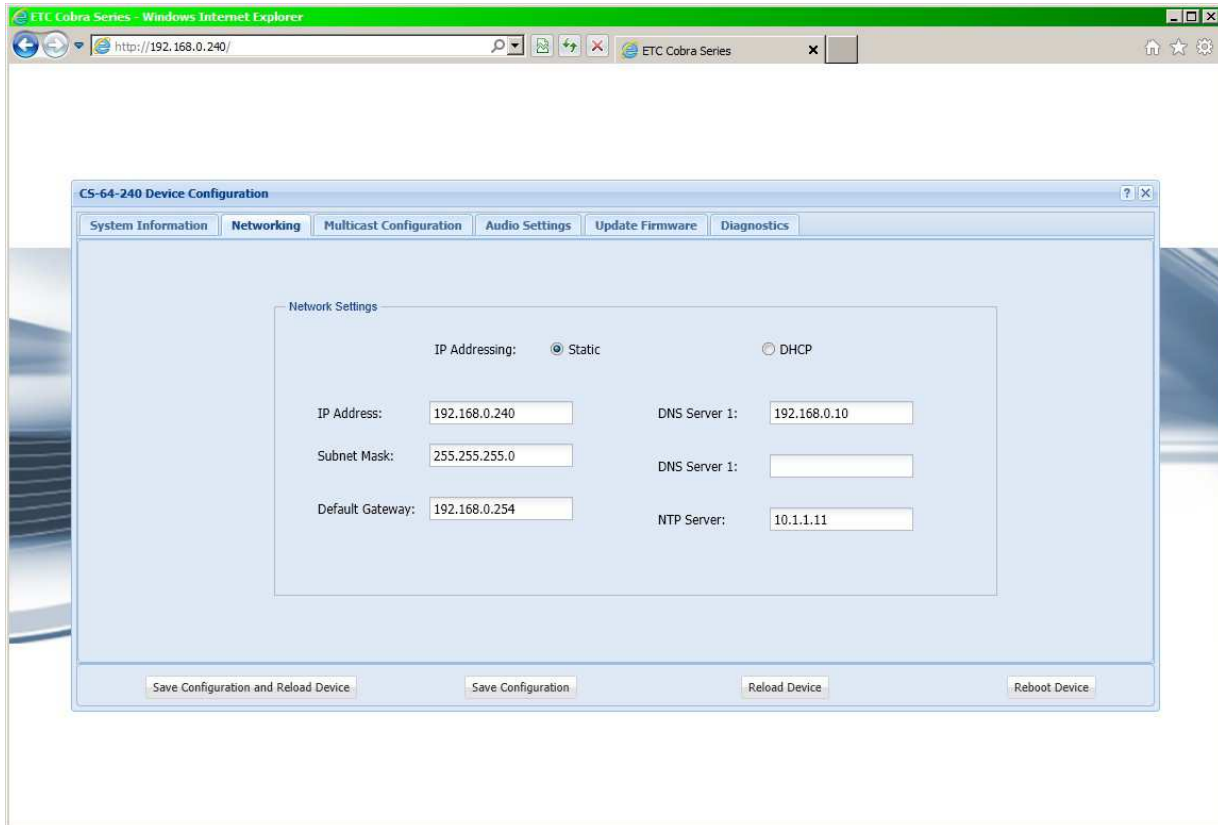 ETC Cobra Series - Windows Internet Explorer
http://192.168.0.240/
ETC Cobra Series
CS-64-240 Device Configuration
System Information
Networking
Multicast Configuration
Audio Settings
Update Firmware
Diagnostics
Network Settings
IP Addressing: Static DHCP
IP Address: 192.168.0.240 DNS Server 1: 192.168.0.10
Subnet Mask: 255.255.255.0
DNS Server 1:
Default Gateway: 192.168.0.254
NTP Server: 10.1.1.11
Save Configuration and Reload Device
Save Configuration
Reload Device
Reboot Device